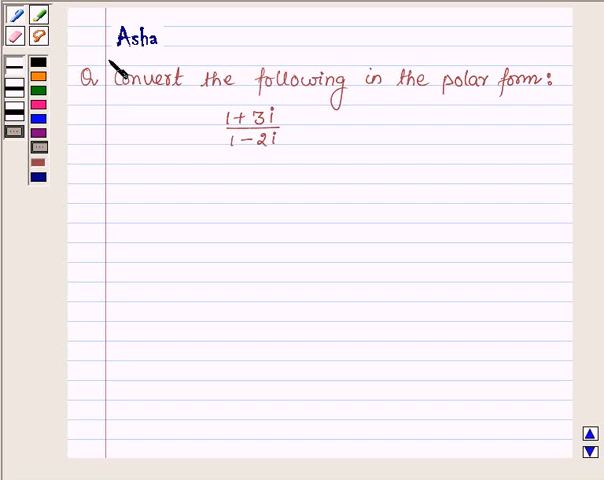 Asha
Q Convert the following in the polar form:
1 + 3i
1 - 2i